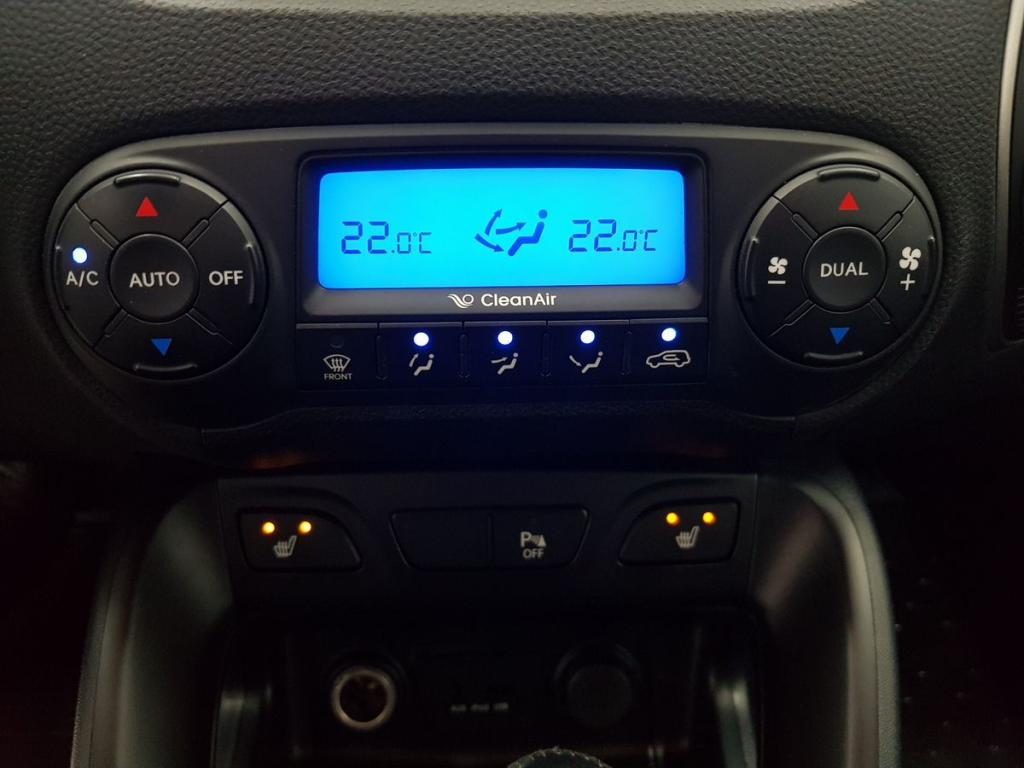 22.0°C 22.0°C
CleanAir
A/C AUTO OFF
DUAL
FRONT
P OFF